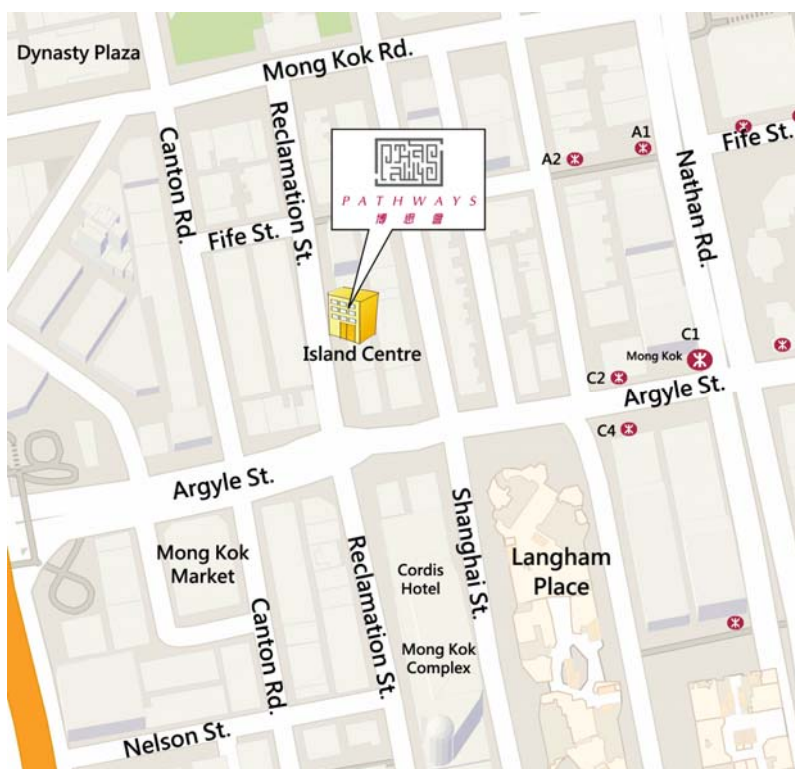 Dynasty Plaza
Mong Kok Rd.
Canton Rd.
Reclamation St.
PATHWAYS
博思會
A2
A1
Fife St.
Nathan Rd.
Fife St.
Island Centre
C1
Mong Kok
C2
Argyle St.
C4
Argyle St.
Mong Kok
Market
Canton Rd.
Reclamation St.
Cordis
Hotel
Shanghai St.
Langham
Place
Mong Kok
Complex
Nelson St.